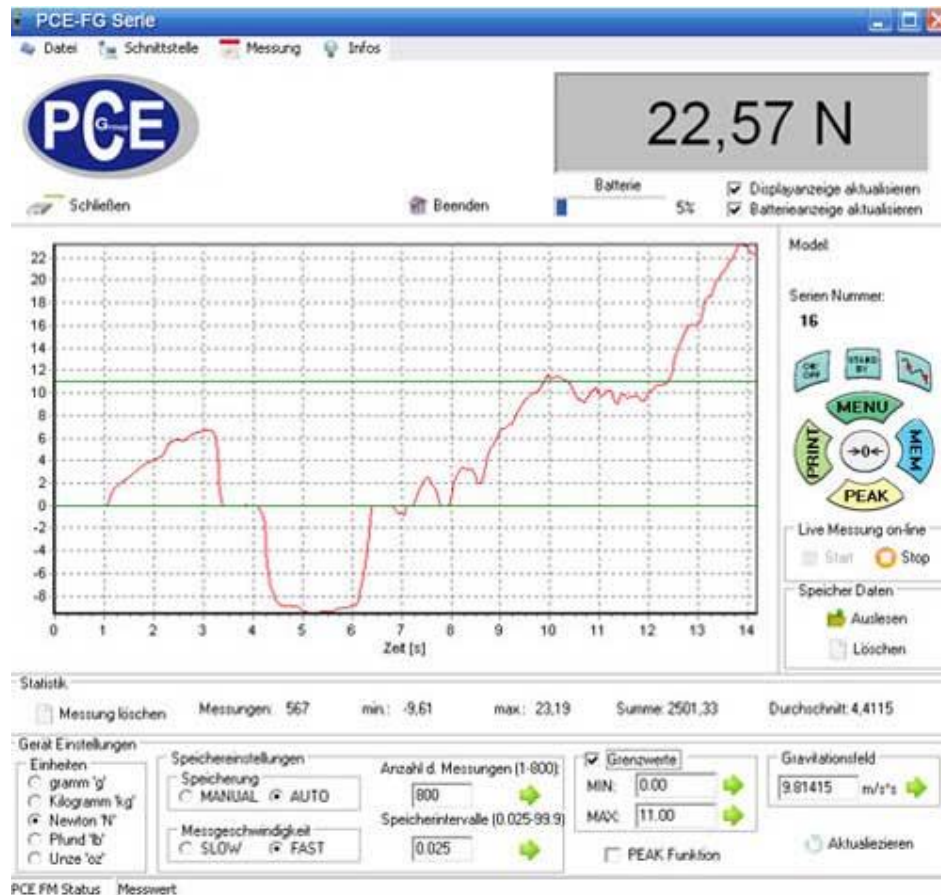 PCE-FG Serie
Datei Schnittstelle Messung Infos
PCE
Group
22,57 N
Schließen Beenden
Batterie
5%
Displayanzeige aktualisieren
Batterieanzeige aktualisieren
22
20
18
16
14
12
10
8
6
4
2
0
-2
-4
-6
-8
0 1 2 3 4 5 6 7 8 9 10 11 12 13 14
Zeit [s]
Model:
Serien Nummer:
16
ON/
OFF
STAND
BY
MENU
PRINT
→0←
MEM
PEAK
Live Messung on-line
Start Stop
Speicher Daten
Auslesen
Löschen
Statistik
Messung löschen Messungen: 567 min.: -9,61 max.: 23,19 Summe: 2501,33 Durchschnitt: 4,4115
Gerät Einstellungen
Einheiten
gramm 'g'
Kilogramm 'kg'
Newton 'N'
Pfund 'lb'
Unze 'oz'
Speichereinstellungen
Speicherung
MANUAL AUTO
Messgeschwindigkeit
SLOW FAST
Anzahl d. Messungen (1-800):
800
Speicherintervalle (0.025-99.9)
0.025
Grenzwerte
MIN: 0.00
MAX: 11.00
PEAK Funktion
Gravitationsfeld
9.81415 m/s*s
Aktualiezieren
PCE FM Status Messwert